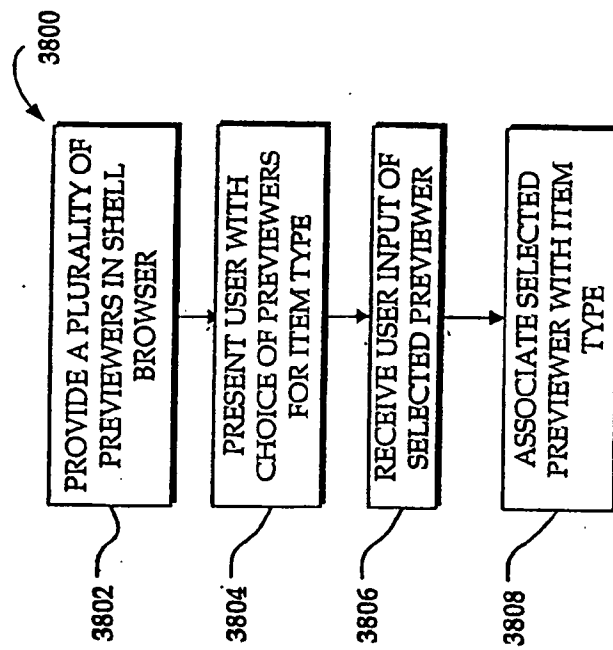 3800
3802
PROVIDE A PLURALITY OF
PREVIEWERS IN SHELL
BROWSER
3804
PRESENT USER WITH
CHOICE OF PREVIEWERS
FOR ITEM TYPE
3806
RECEIVE USER INPUT OF
SELECTED PREVIEWER
3808
ASSOCIATE SELECTED
PREVIEWER WITH ITEM
TYPE